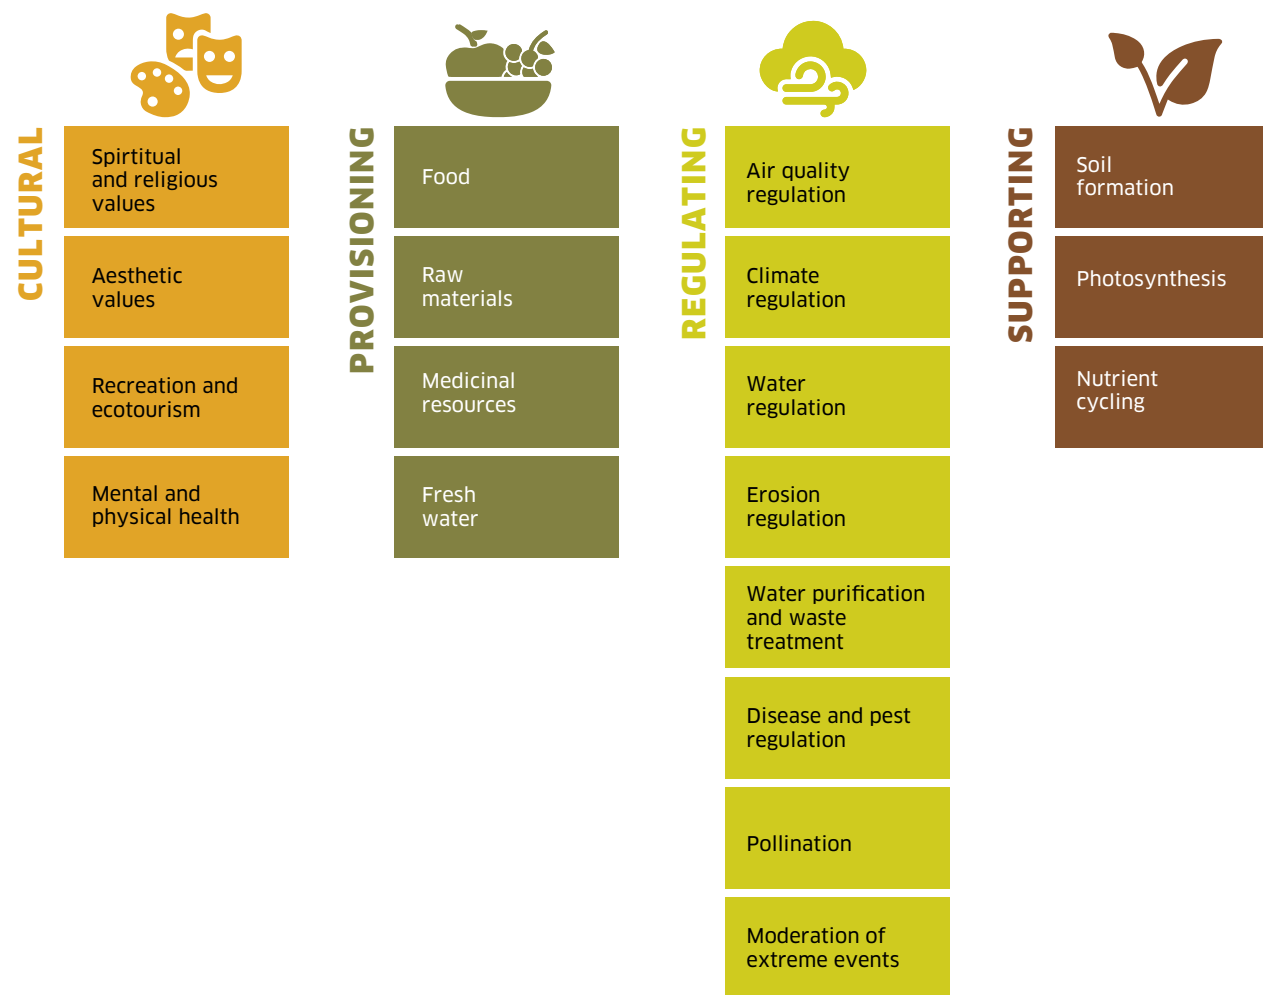 CULTURAL
Spirtitual
and religious
values
Aesthetic
values
Recreation and
ecotourism
Mental and
physical health
PROVISIONING
Food
Raw
materials
Medicinal
resources
Fresh
water
REGULATING
Air quality
regulation
Climate
regulation
Water
regulation
Erosion
regulation
Water purification
and waste
treatment
Disease and pest
regulation
Pollination
Moderation of
extreme events
SUPPORTING
Soil
formation
Photosynthesis
Nutrient
cycling